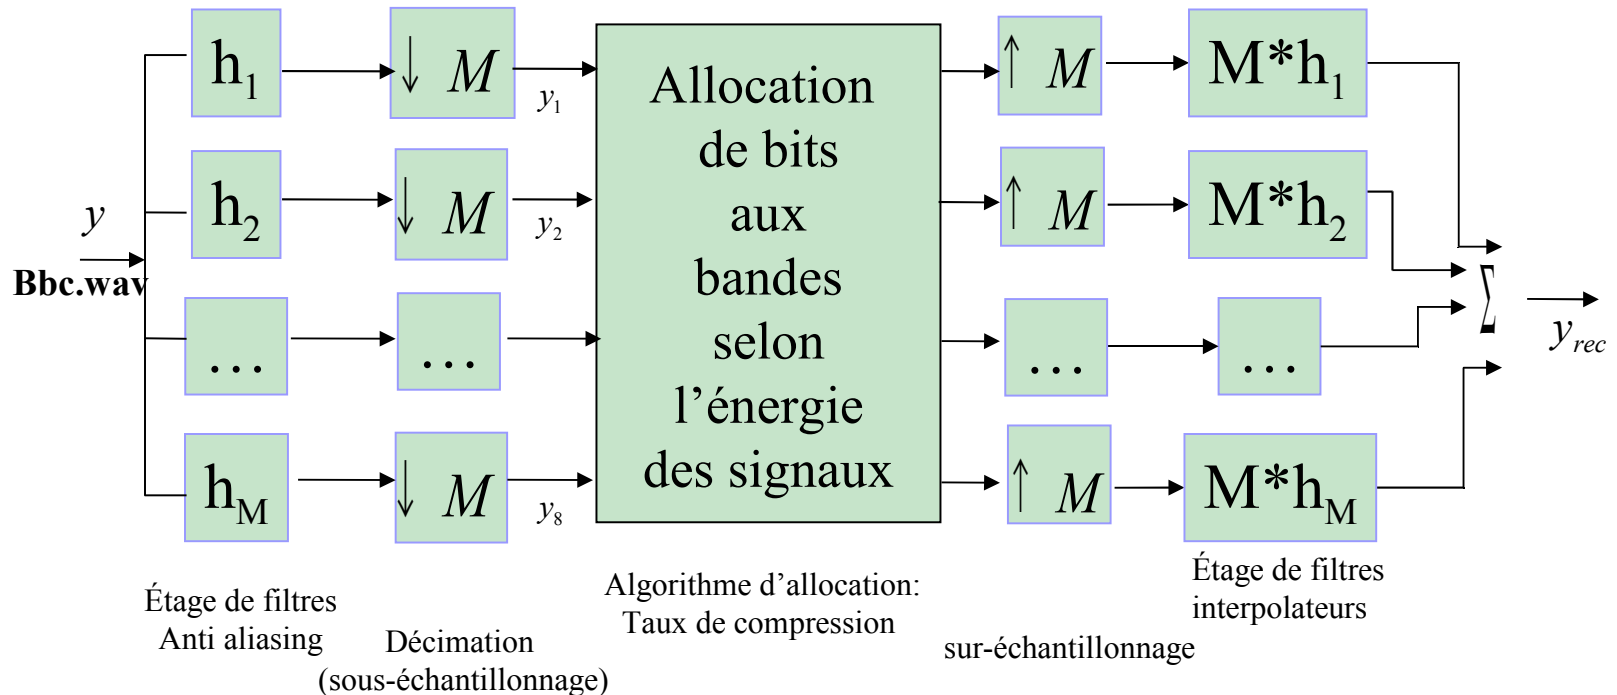 h1
↓ M
y1
Allocation
de bits
aux
bandes
selon
l’énergie
des signaux
↑ M
M*h1
y
Bbc.wav
h2
↓ M
y2
↑ M
M*h2
...
...
...
...
∑
yrec
hM
↓ M
y8
↑ M
M*hM
Étage de filtres
Anti aliasing
Décimation
(sous-échantillonnage)
Algorithme d’allocation:
Taux de compression
sur-échantillonnage
Étage de filtres
interpolateurs